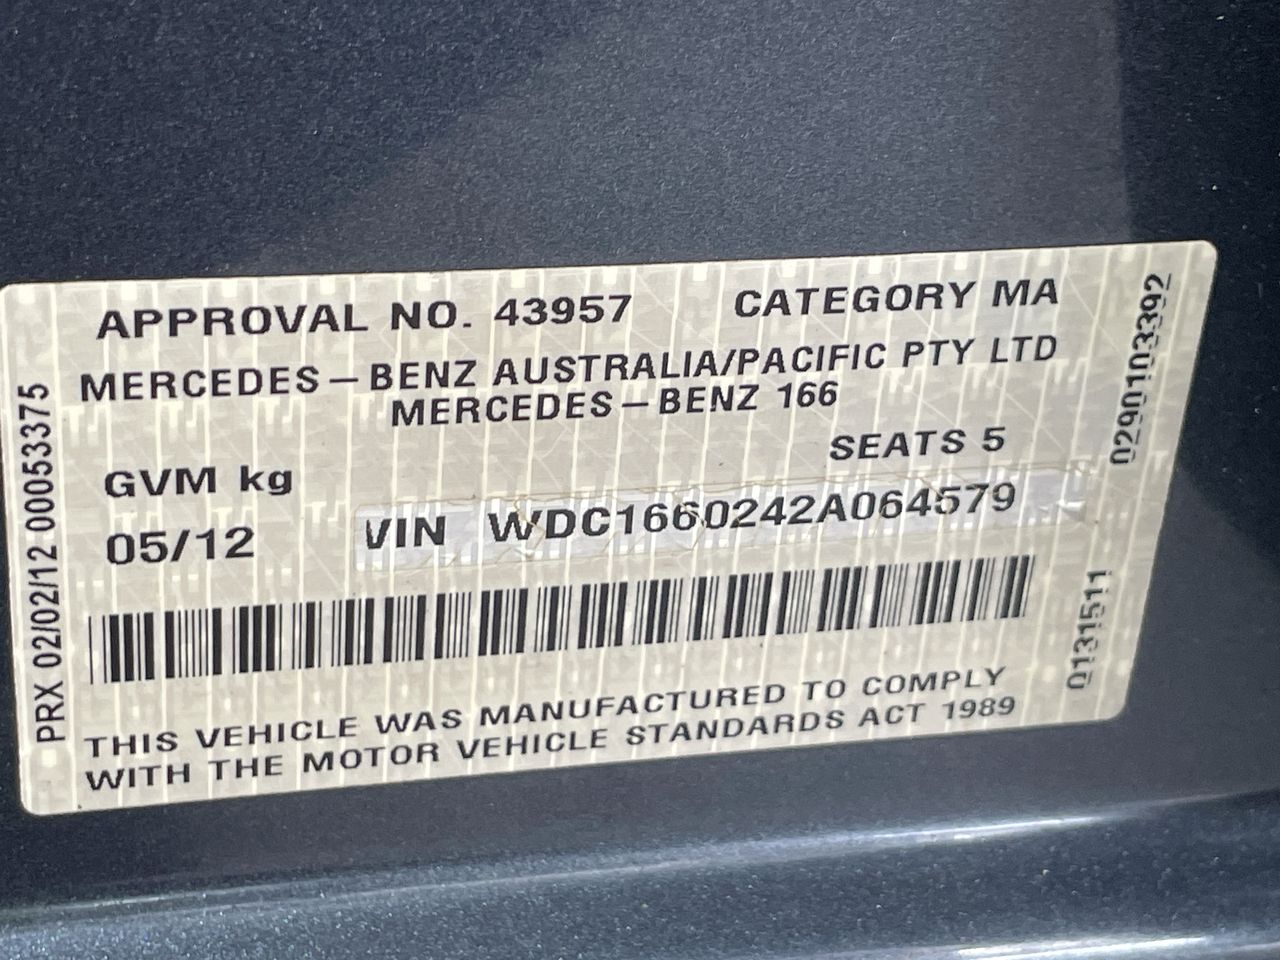 APPROVAL NO. 43957 CATEGORY MA
MERCEDES-BENZ AUSTRALIA/PACIFIC PTY LTD
MERCEDES-BENZ 166
SEATS 5
GVM kg
05/12 VIN WDC1660242A064579
THIS VEHICLE WAS MANUFACTURED TO COMPLY
WITH THE MOTOR VEHICLE STANDARDS ACT 1989
PRX 02/02/12 00053375
0290103392
0131511